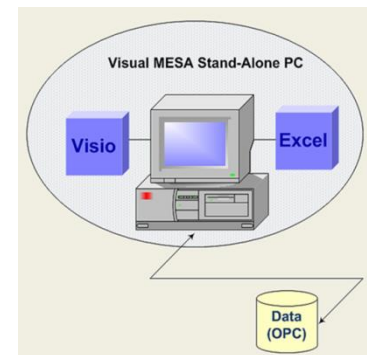 Visual MESA Stand-Alone PC
Visio
Excel
Data
(OPC)